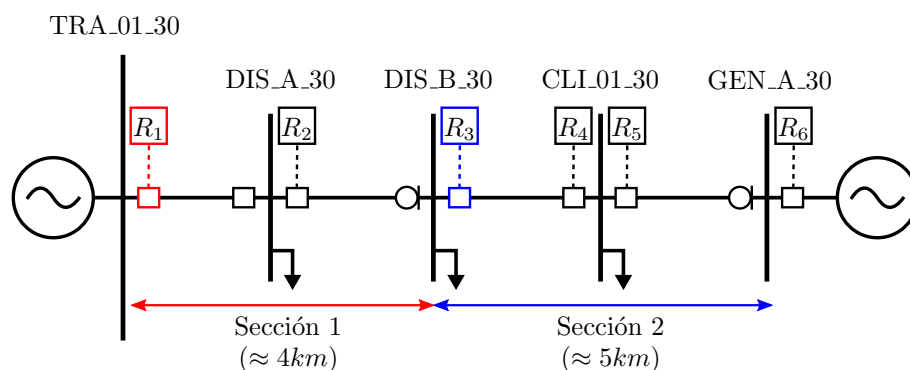 TRA_01_30
DIS_A_30
DIS_B_30
CLI_01_30
GEN_A_30
R₁
R₂
R₃
R₄
R₅
R₆
Sección 1
(≈ 4km)
Sección 2
(≈ 5km)